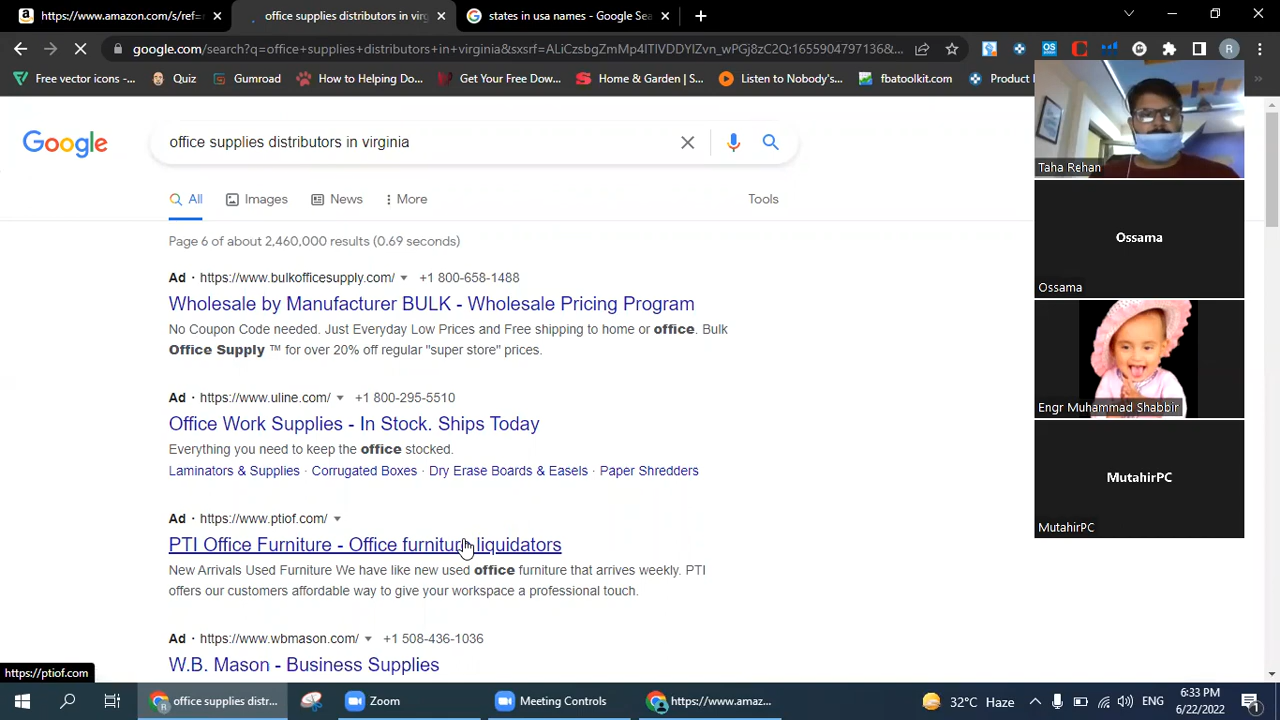 https://www.amazon.com/s?ref=
office supplies distributors in virg
states in usa names - Google Sea
google.com/search?q=office+supplies+distributors+in+virginia&sxsrf=ALiCzsbgZmMp4ITIVDDYIZvn_wPGj8zC2Q:1655904797136&...
Free vector icons -...
Quiz
Gumroad
How to Helping Do...
Get Your Free Dow...
Home & Garden | S...
Listen to Nobody's...
fbatoolkit.com
Product
Google
office supplies distributors in virginia
All
Images
News
More
Tools
Page 6 of about 2,460,000 results (0.69 seconds)
Ad · https://www.bulkofficesupply.com/ +1 800-658-1488
Wholesale by Manufacturer BULK - Wholesale Pricing Program
No Coupon Code needed. Just Everyday Low Prices and Free shipping to home or office. Bulk
Office Supply ™ for over 20% off regular "super store" prices.
Ad · https://www.uline.com/ +1 800-295-5510
Office Work Supplies - In Stock. Ships Today
Everything you need to keep the office stocked.
Laminators & Supplies · Corrugated Boxes · Dry Erase Boards & Easels · Paper Shredders
Ad · https://www.ptiof.com/
PTI Office Furniture - Office furniture liquidators
New Arrivals Used Furniture We have like new used office furniture that arrives weekly. PTI
offers our customers affordable way to give your workspace a professional touch.
Ad · https://www.wbmason.com/ +1 508-436-1036
W.B. Mason - Business Supplies
https://ptiof.com
Taha Rehan
Ossama
Ossama
Engr Muhammad Shabbir
MutahirPC
MutahirPC
office supplies distr...
Zoom
Meeting Controls
https://www.amaz...
32°C Haze
ENG
6:33 PM
6/22/2022